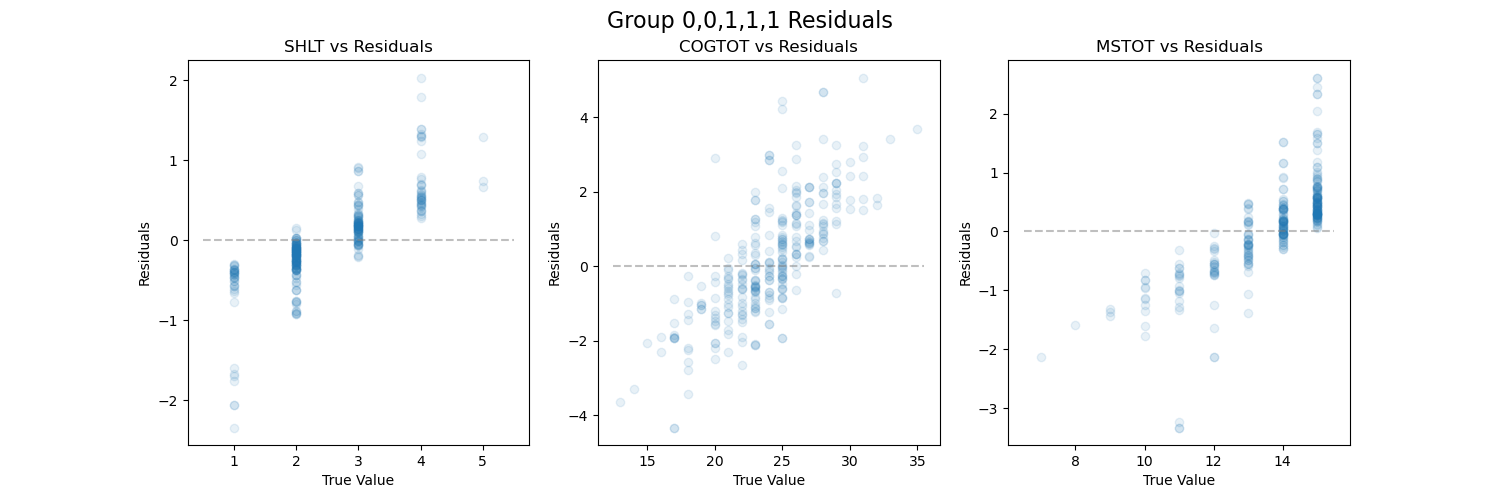 Group 0,0,1,1,1 Residuals
SHLT vs Residuals
2
1
0
−1
−2
Residuals
1 2 3 4 5
True Value
COGTOT vs Residuals
4
2
0
−2
−4
Residuals
15 20 25 30 35
True Value
MSTOT vs Residuals
2
1
0
−1
−2
−3
Residuals
8 10 12 14
True Value